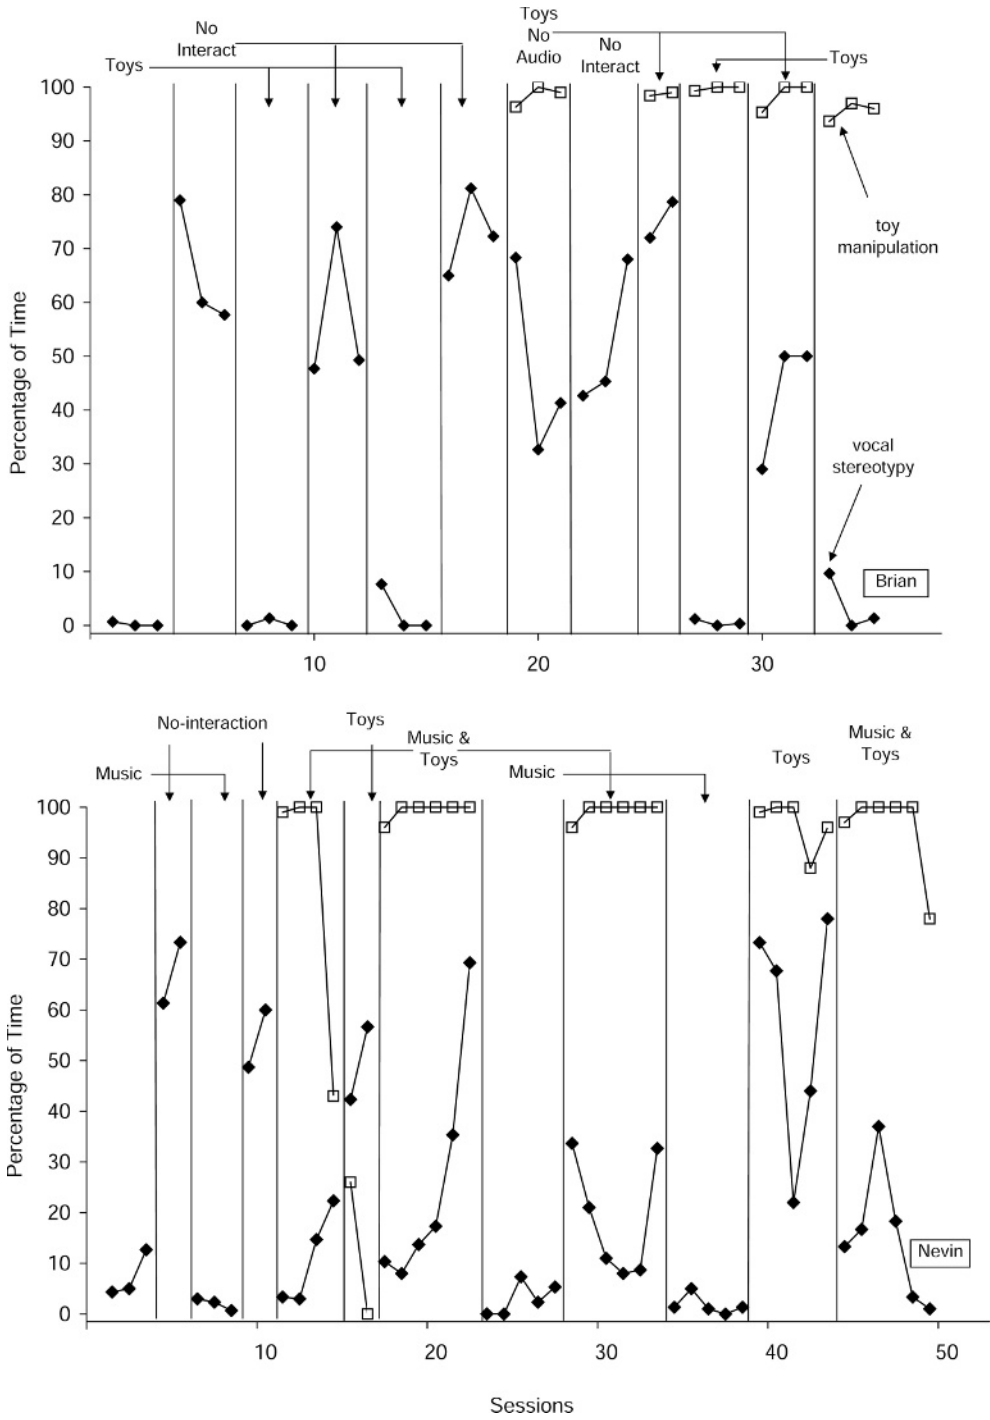 Toys
No
Interact
Toys
No
Audio
No
Interact
Toys
100
90
80
70
60
50
40
30
20
10
0
Percentage of Time
toy
manipulation
vocal
stereotypy
Brian
10
20
30
No-interaction
Music
Toys
Music &
Toys
Music
Toys
Music &
Toys
100
90
80
70
60
50
40
30
20
10
0
Percentage of Time
Nevin
10
20
30
40
50
Sessions